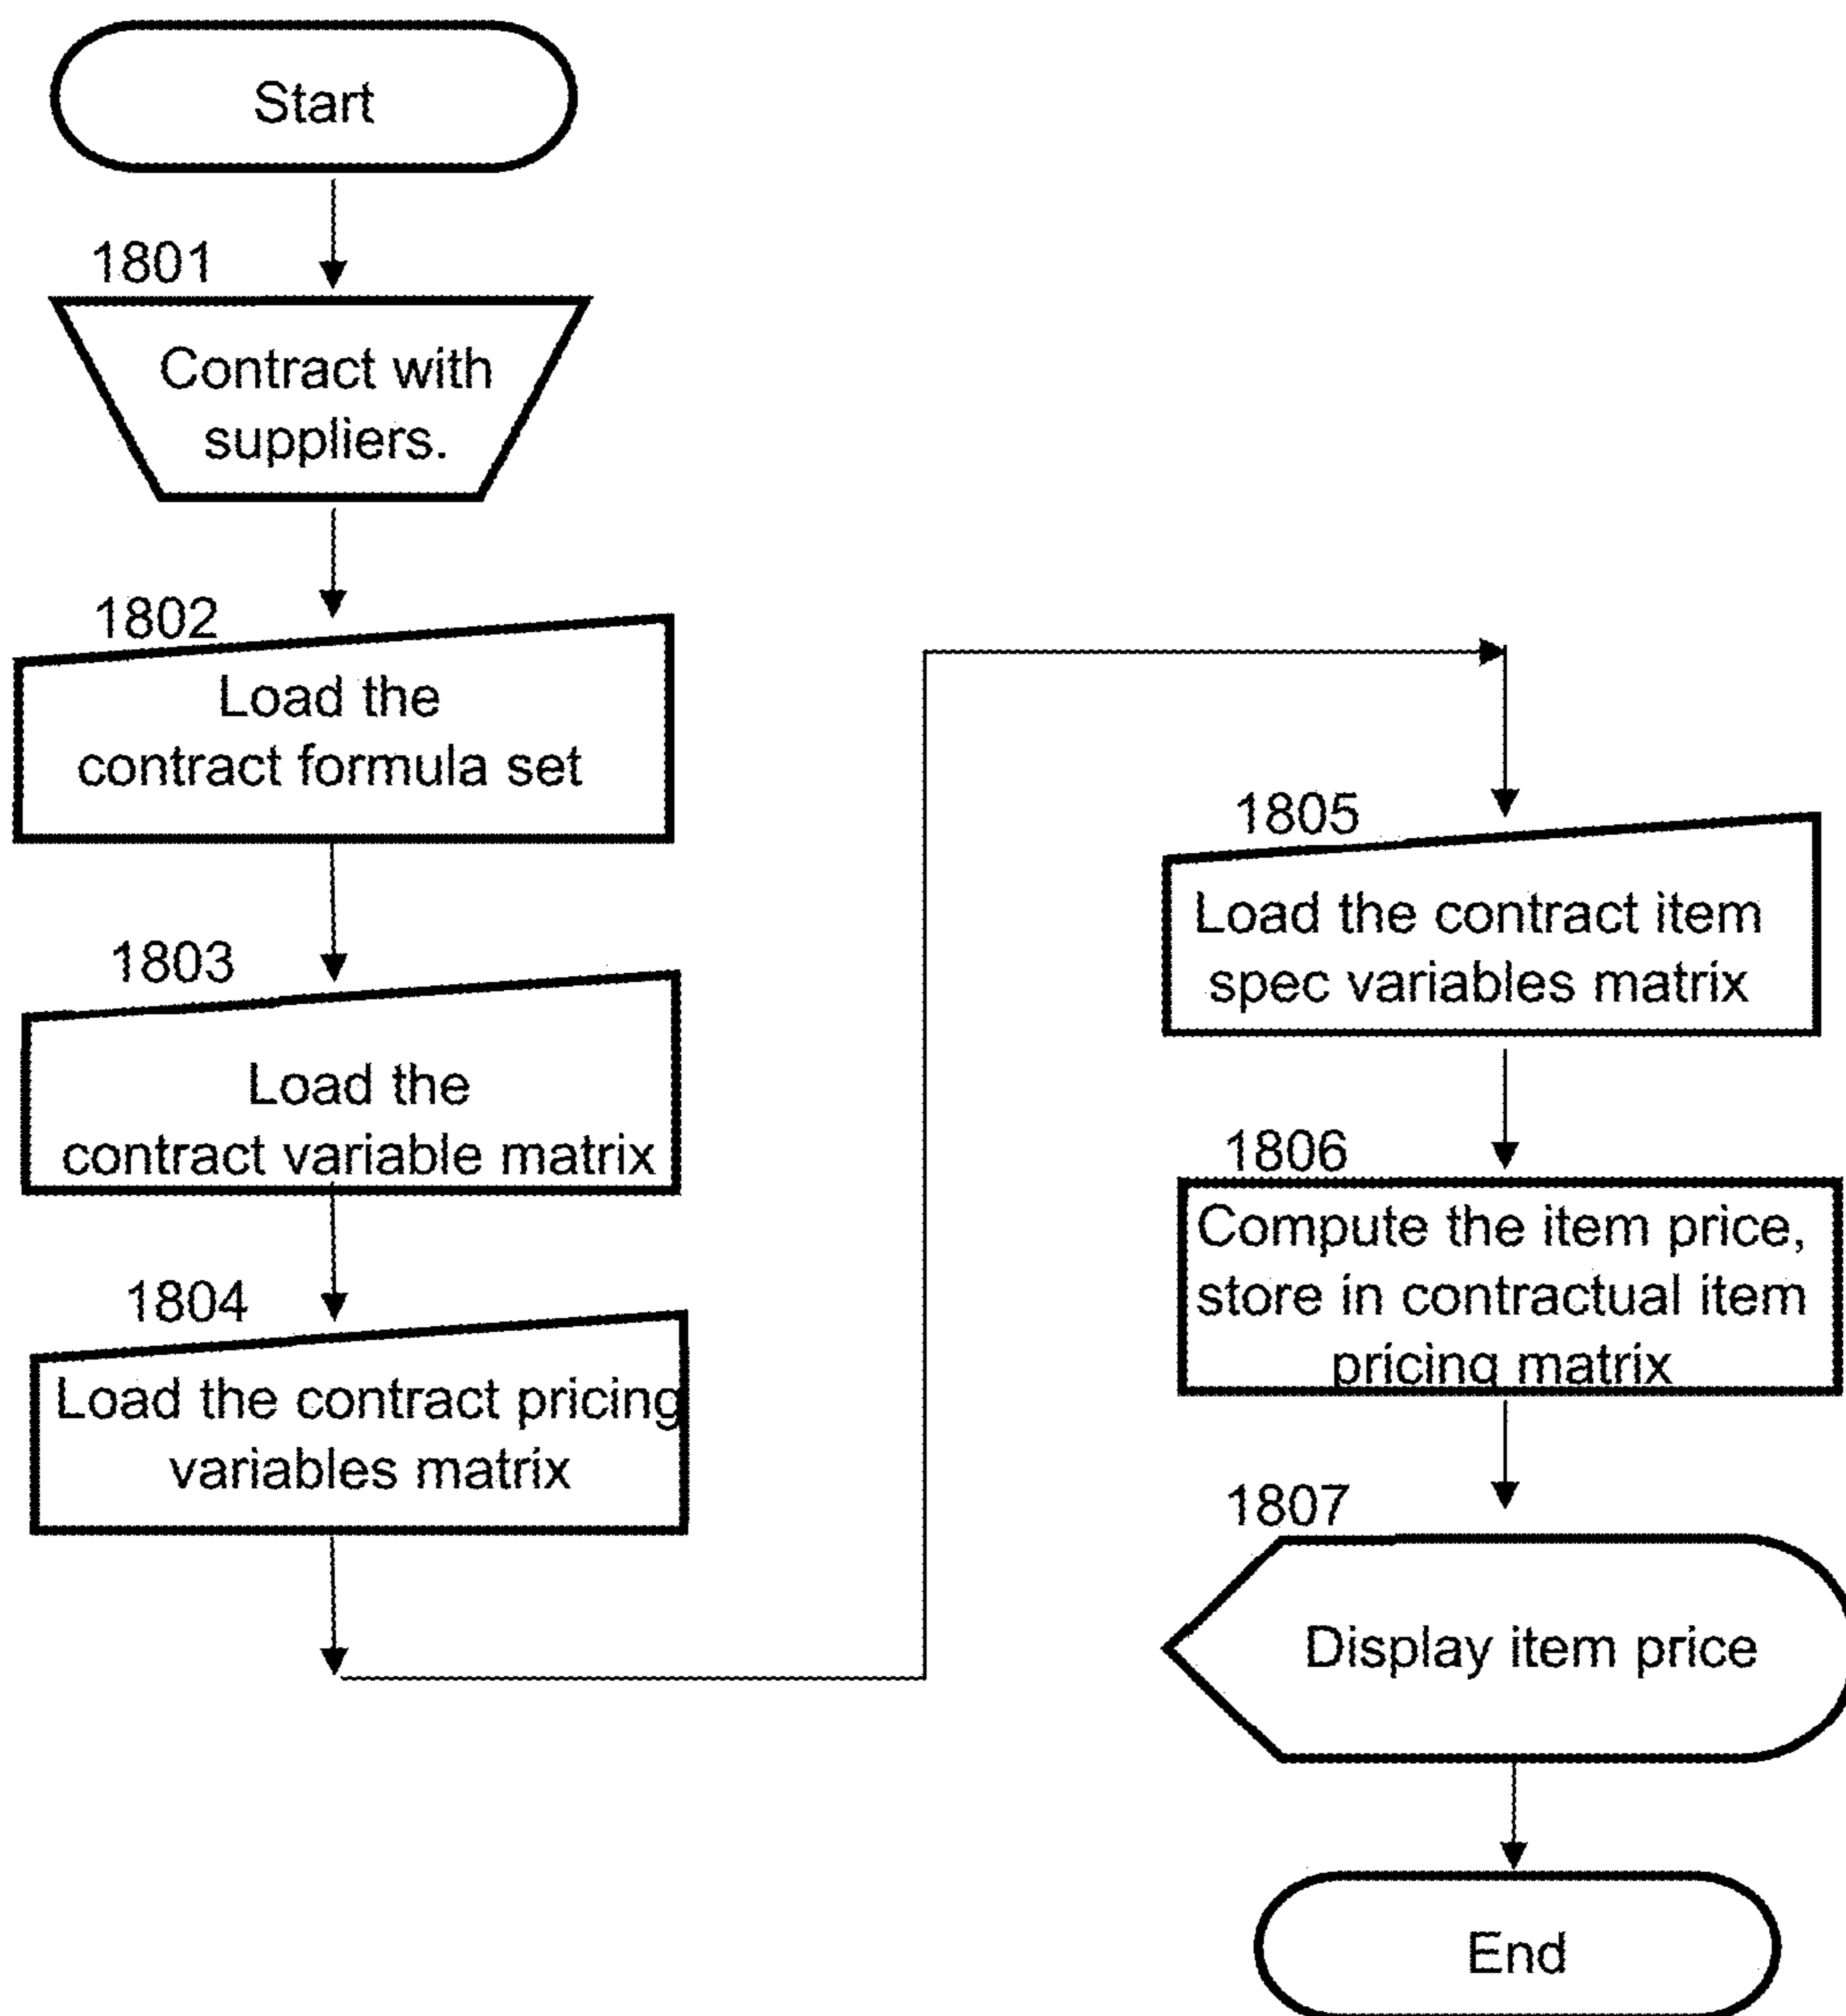 Start
1801
Contract with
suppliers.
1802
Load the
contract formula set
1803
Load the
contract variable matrix
1804
Load the contract pricing
variables matrix
1805
Load the contract item
spec variables matrix
1806
Compute the item price,
store in contractual item
pricing matrix
1807
Display item price
End